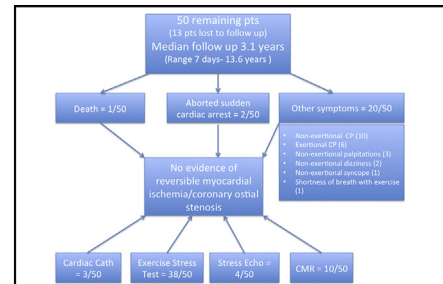 50 remaining pts
(13 pts lost to follow up)
Median follow up 3.1 years
(Range 7 days- 13.6 years )
Death = 1/50
Aborted sudden
cardiac arrest = 2/50
Other symptoms = 20/50
• Non-exertional CP (10)
• Exertional CP (6)
• Non-exertional palpitations (3)
• Non-exertional dizziness (2)
• Non-exertional syncope (1)
• Shortness of breath with exercise
(1)
No evidence of
reversible myocardial
ischemia/coronary ostial
stenosis
Cardiac Cath
= 3/50
Exercise Stress
Test = 38/50
Stress Echo =
4/50
CMR = 10/50